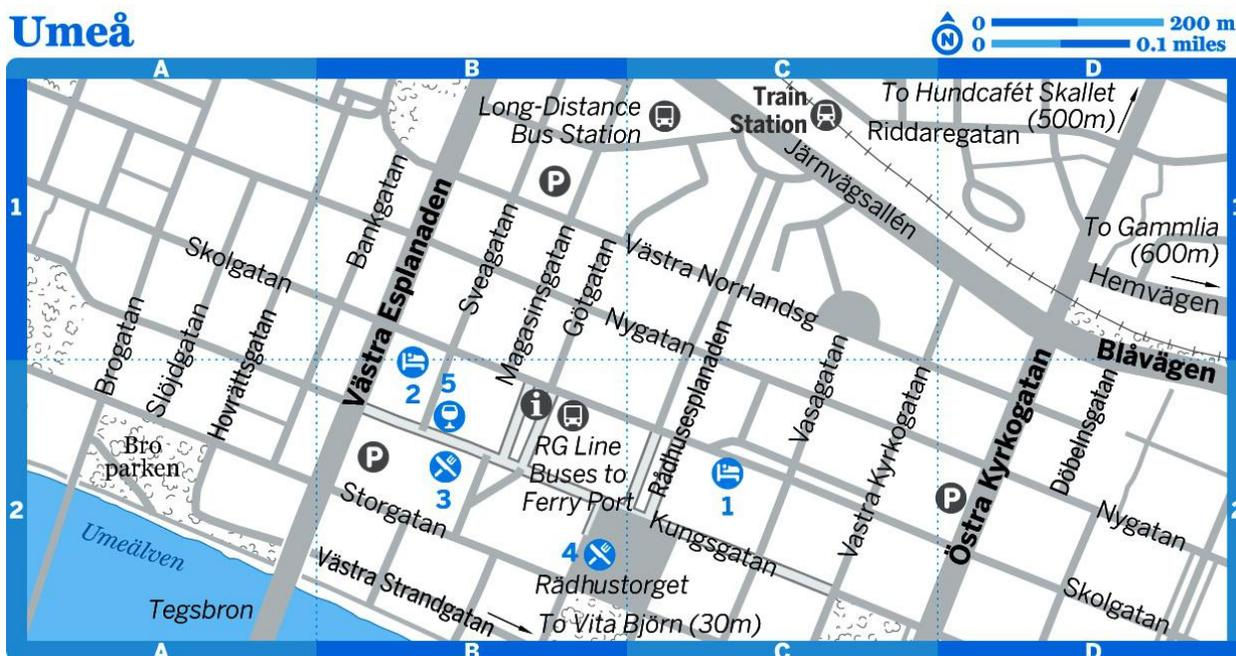 Umeå
N
0
200 m
0
0.1 miles
A
B
C
D
Long-Distance
Bus Station
Train
Station
To Hundcafét Skallet
(500m)
Riddaregatan
P
1
Bankgatan
Västra Esplanaden
Sveagatan
Magasinsgatan
Götgatan
Järnvägsallén
Västra Norrlandsg
To Gammlia
(600m)
Hemvägen
Skolgatan
Nygatan
Brogatan
Slöjdgatan
Hovrättsgatan
Rådhusesplanaden
Vasagatan
Vastra Kyrkogatan
Östra Kyrkogatan
Döbelnsgatan
Blåvägen
2
5
i
Bro
parken
P
3
RG Line
Buses to
Ferry Port
1
P
2
Storgatan
Kungsgatan
Nygatan
Umeälven
4
Rädhustorget
Skolgatan
Västra Strandgatan
Tegsbron
To Vita Björn (30m)
A
B
C
D